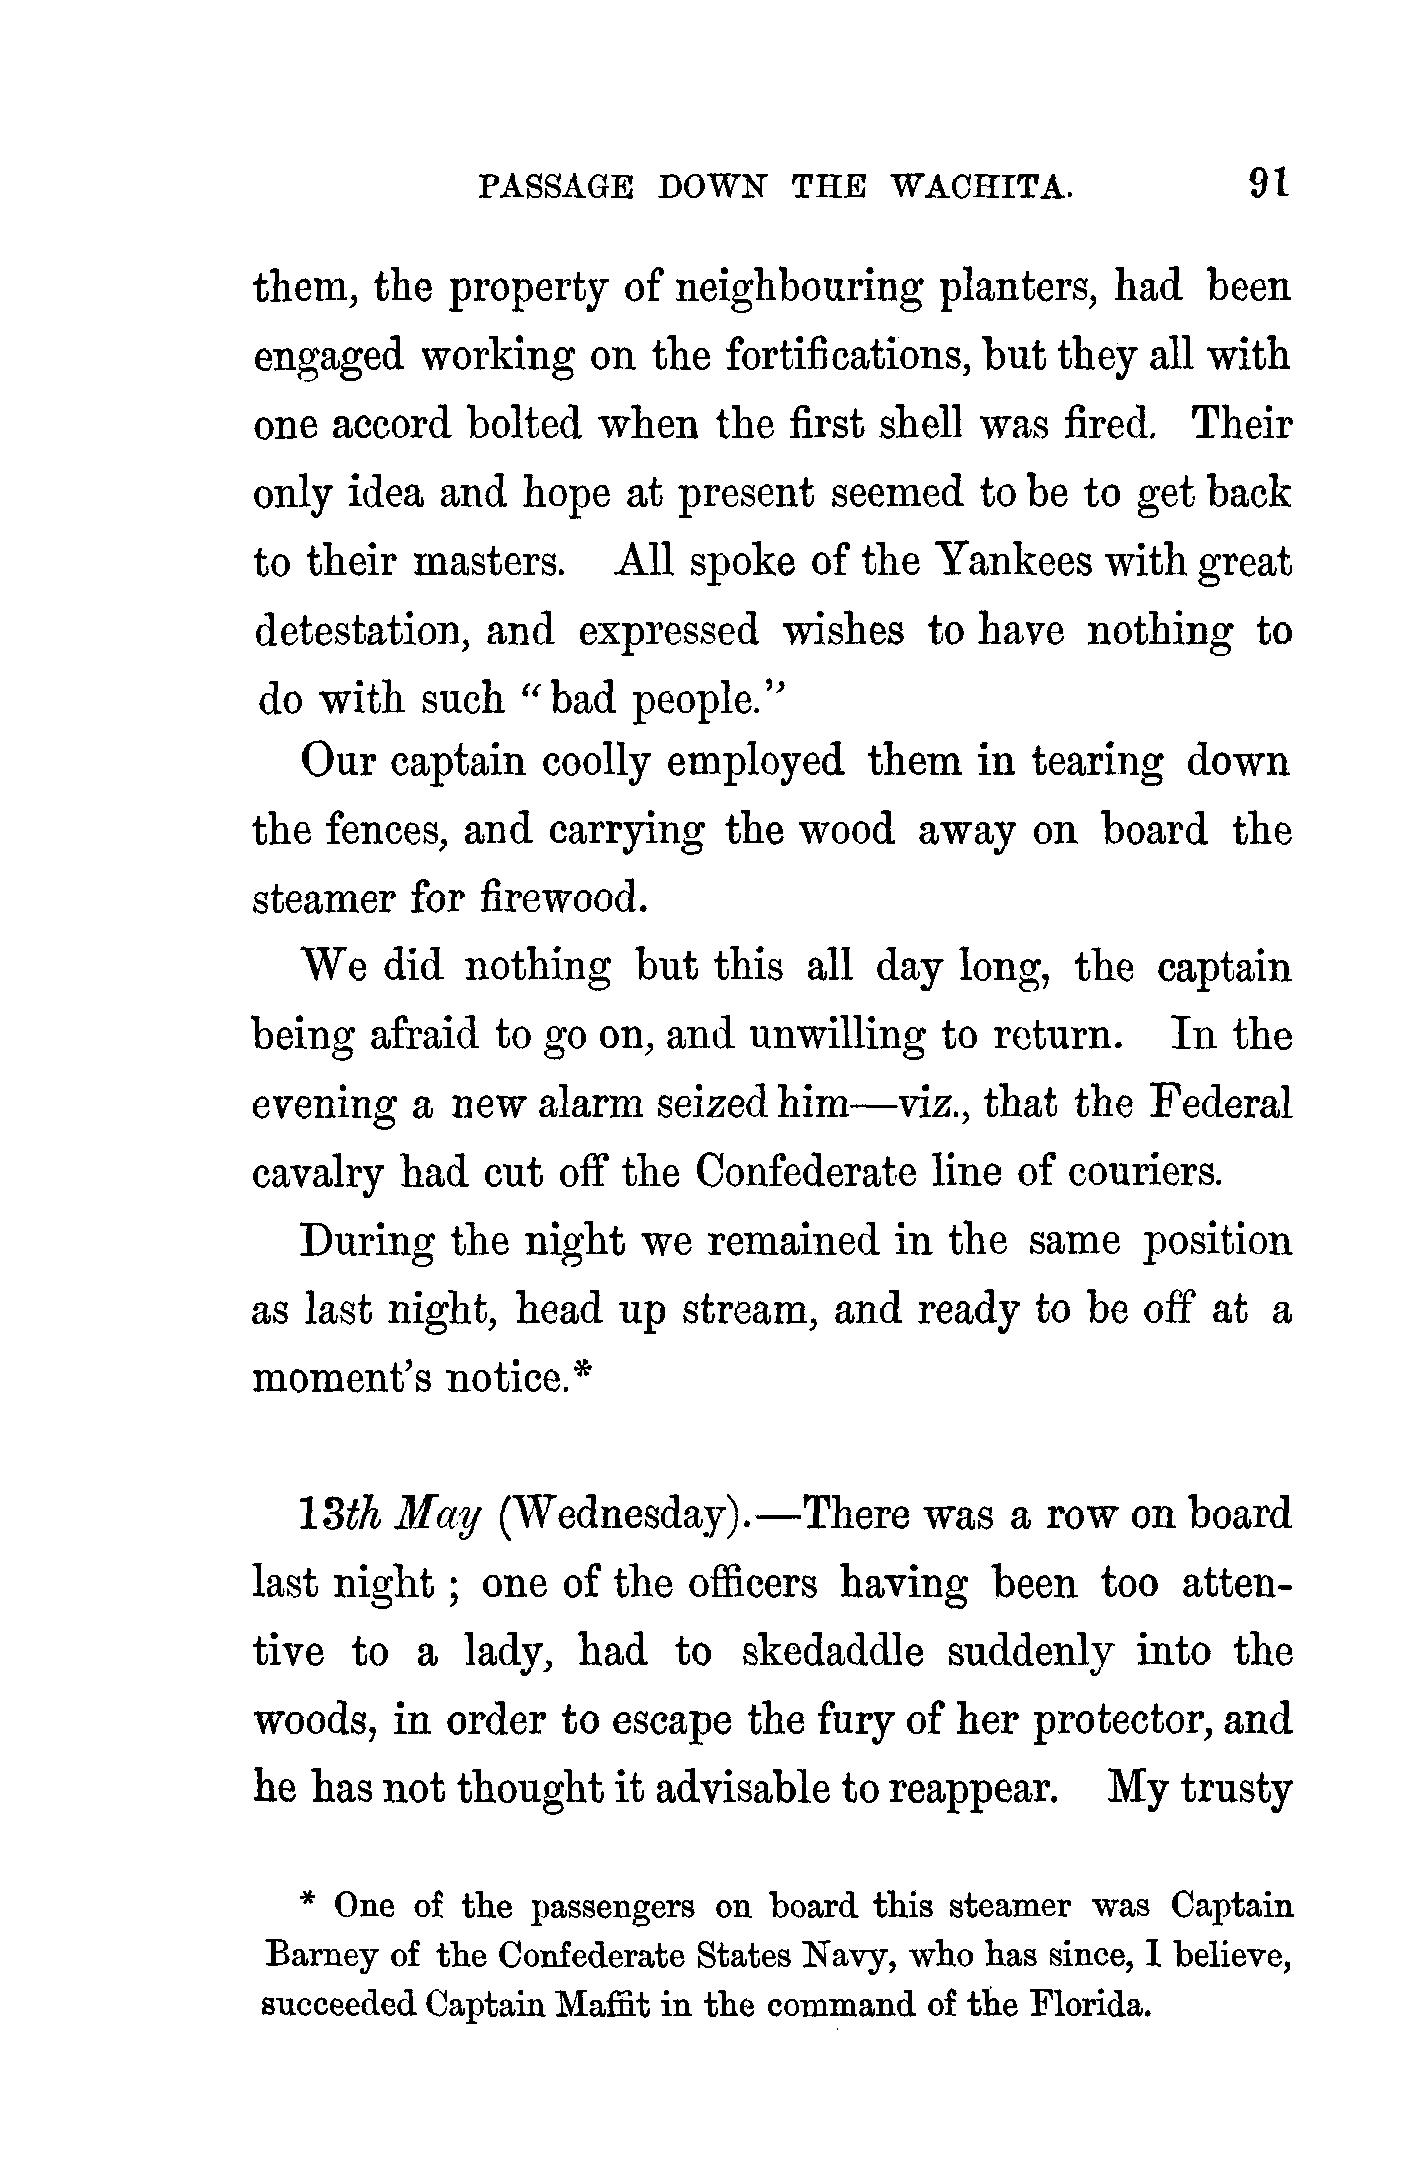 PASSAGE DOWN THE WACHITA. 91
them, the property of neighbouring planters, had been
engaged working on the fortifications, but they all with
one accord bolted when the first shell was fired. Their
only idea and hope at present seemed to be to get back
to their masters. All spoke of the Yankees with great
detestation, and expressed wishes to have nothing to
do with such "bad people."
Our captain coolly employed them in tearing down
the fences, and carrying the wood away on board the
steamer for firewood.
We did nothing but this all day long, the captain
being afraid to go on, and unwilling to return. In the
evening a new alarm seized him—viz., that the Federal
cavalry had cut off the Confederate line of couriers.
During the night we remained in the same position
as last night, head up stream, and ready to be off at a
moment's notice.*
13th May (Wednesday).—There was a row on board
last night ; one of the officers having been too atten-
tive to a lady, had to skedaddle suddenly into the
woods, in order to escape the fury of her protector, and
he has not thought it advisable to reappear. My trusty
* One of the passengers on board this steamer was Captain
Barney of the Confederate States Navy, who has since, I believe,
succeeded Captain Maffit in the command of the Florida.